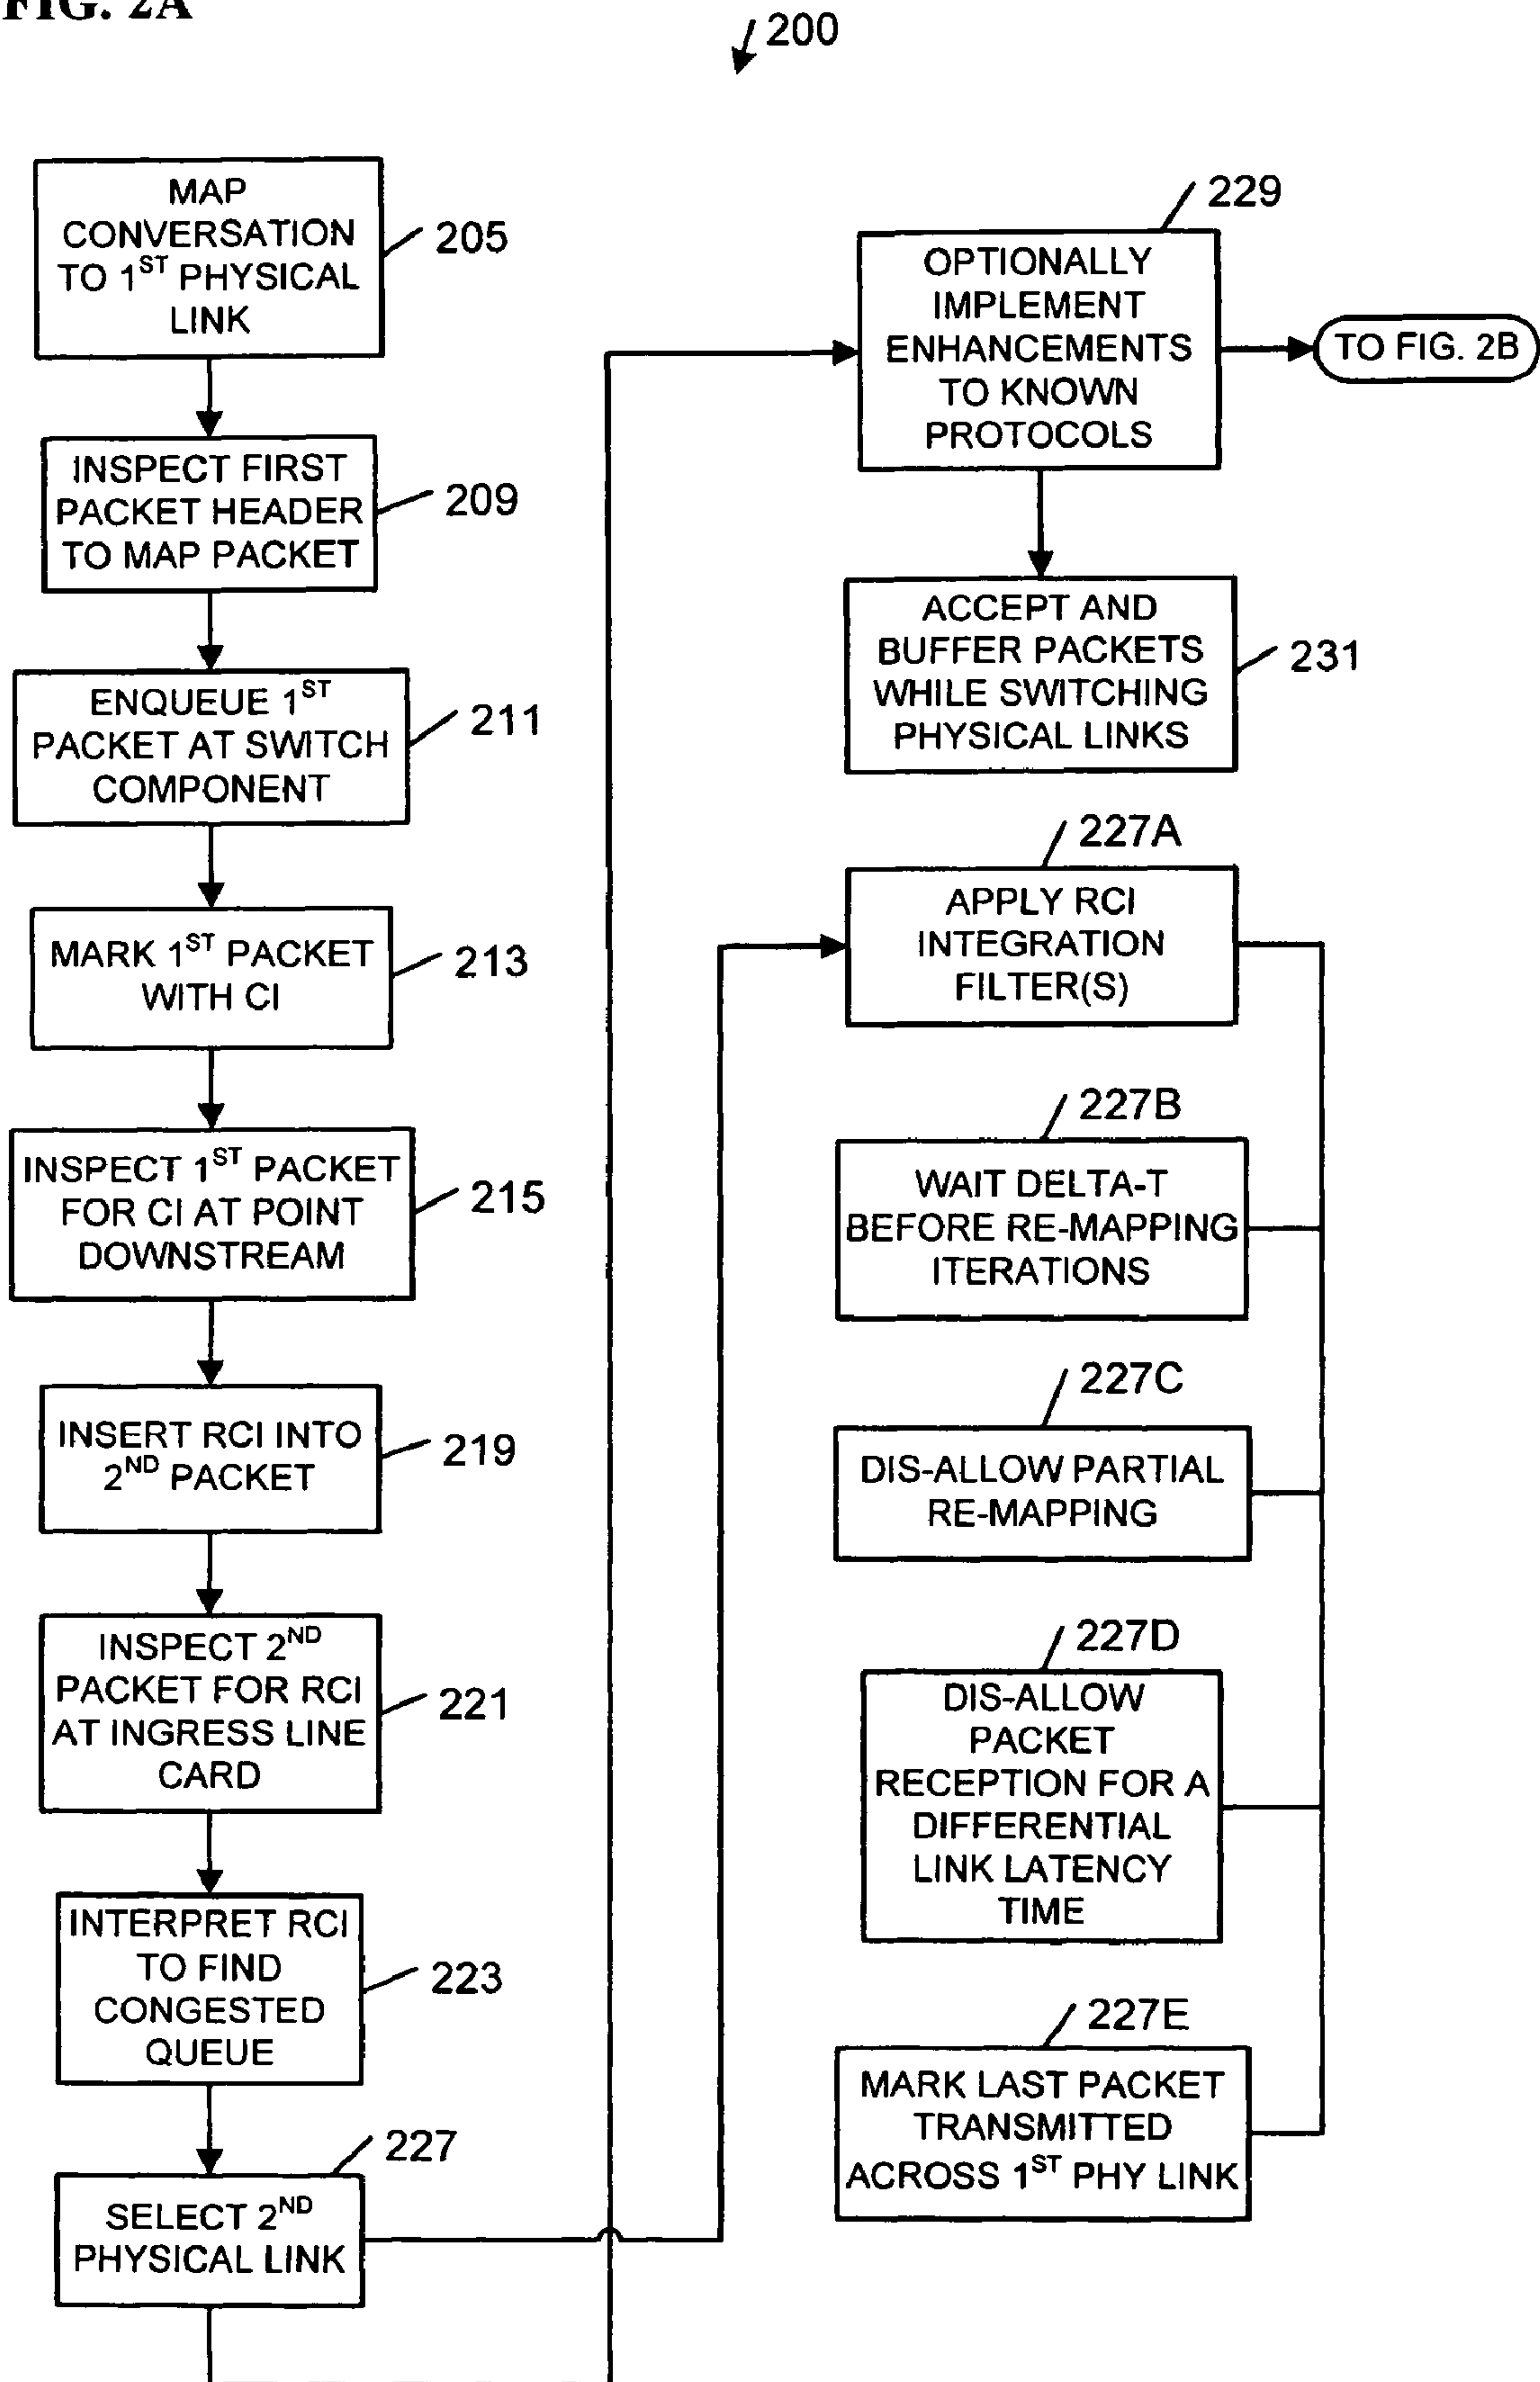 FIG. 2A
200
MAP
CONVERSATION
TO 1ST PHYSICAL
LINK
205
INSPECT FIRST
PACKET HEADER
TO MAP PACKET
209
ENQUEUE 1ST
PACKET AT SWITCH
COMPONENT
211
MARK 1ST PACKET
WITH CI
213
INSPECT 1ST PACKET
FOR CI AT POINT
DOWNSTREAM
215
INSERT RCI INTO
2ND PACKET
219
INSPECT 2ND
PACKET FOR RCI
AT INGRESS LINE
CARD
221
INTERPRET RCI
TO FIND
CONGESTED
QUEUE
223
227
SELECT 2ND
PHYSICAL LINK
229
OPTIONALLY
IMPLEMENT
ENHANCEMENTS
TO KNOWN
PROTOCOLS
TO FIG. 2B
ACCEPT AND
BUFFER PACKETS
WHILE SWITCHING
PHYSICAL LINKS
231
227A
APPLY RCI
INTEGRATION
FILTER(S)
227B
WAIT DELTA-T
BEFORE RE-MAPPING
ITERATIONS
227C
DIS-ALLOW PARTIAL
RE-MAPPING
227D
DIS-ALLOW
PACKET
RECEPTION FOR A
DIFFERENTIAL
LINK LATENCY
TIME
227E
MARK LAST PACKET
TRANSMITTED
ACROSS 1ST PHY LINK